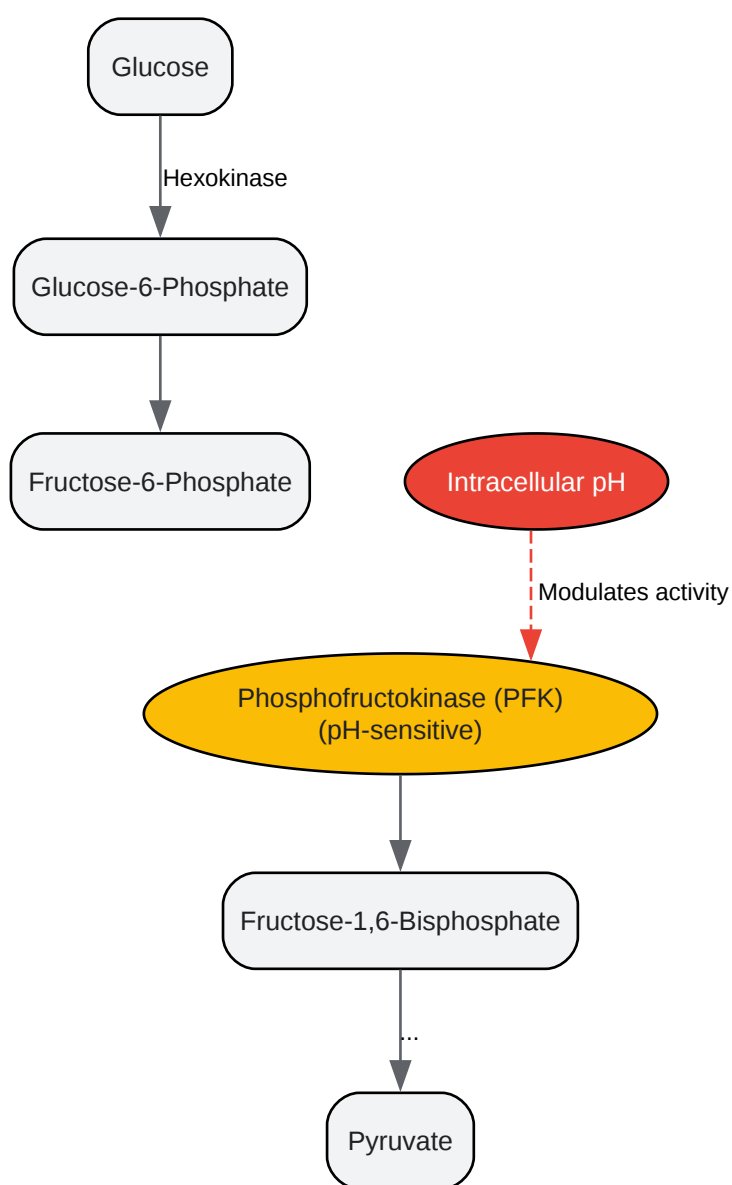 Glucose
Hexokinase
Glucose-6-Phosphate
Fructose-6-Phosphate
Intracellular pH
Modulates activity
Phosphofructokinase (PFK)
(pH-sensitive)
Fructose-1,6-Bisphosphate
...
Pyruvate